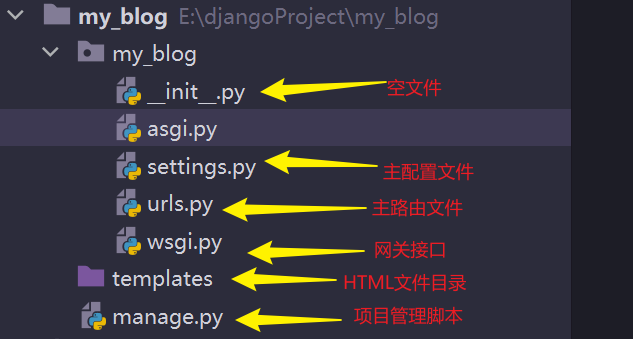 my_blog E:\djangoProject\my_blog
my_blog
__init__.py 空文件
asgi.py
settings.py 主配置文件
urls.py 主路由文件
wsgi.py 网关接口
templates HTML文件目录
manage.py 项目管理脚本